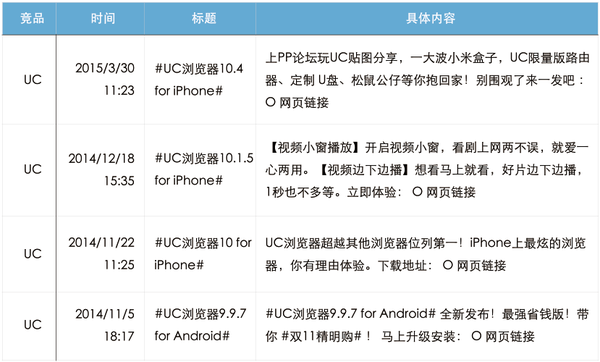 竞品 时间 标题 具体内容
UC 2015/3/30 11:23 #UC浏览器10.4 for iPhone# 上PP论坛玩UC贴图分享，一大波小米盒子，UC限量版路由
器、定制 U盘、松鼠公仔等你抱回家！别围观了来一发吧：
O 网页链接
UC 2014/12/18 15:35 #UC浏览器10.1.5 for iPhone# 【视频小窗播放】开启视频小窗，看剧上网两不误，就爱一
心两用。【视频边下边播】想看马上就看，好片边下边播，
1秒也不多等。立即体验： O 网页链接
UC 2014/11/22 11:25 #UC浏览器10 for iPhone# UC浏览器超越其他浏览器位列第一！iPhone上最炫的浏览
器，你有理由体验。下载地址： O 网页链接
UC 2014/11/5 18:17 #UC浏览器9.9.7 for Android# #UC浏览器9.9.7 for Android# 全新发布！最强省钱版！带
你 #双11精明购#！ 马上升级安装： O 网页链接